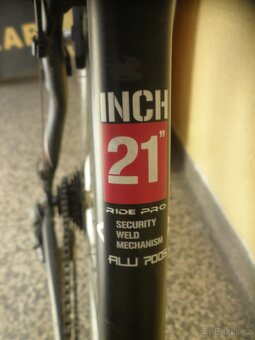 INCH
21"
RIDE PRO
SECURITY
WELD
MECHANISM
ALU 7005